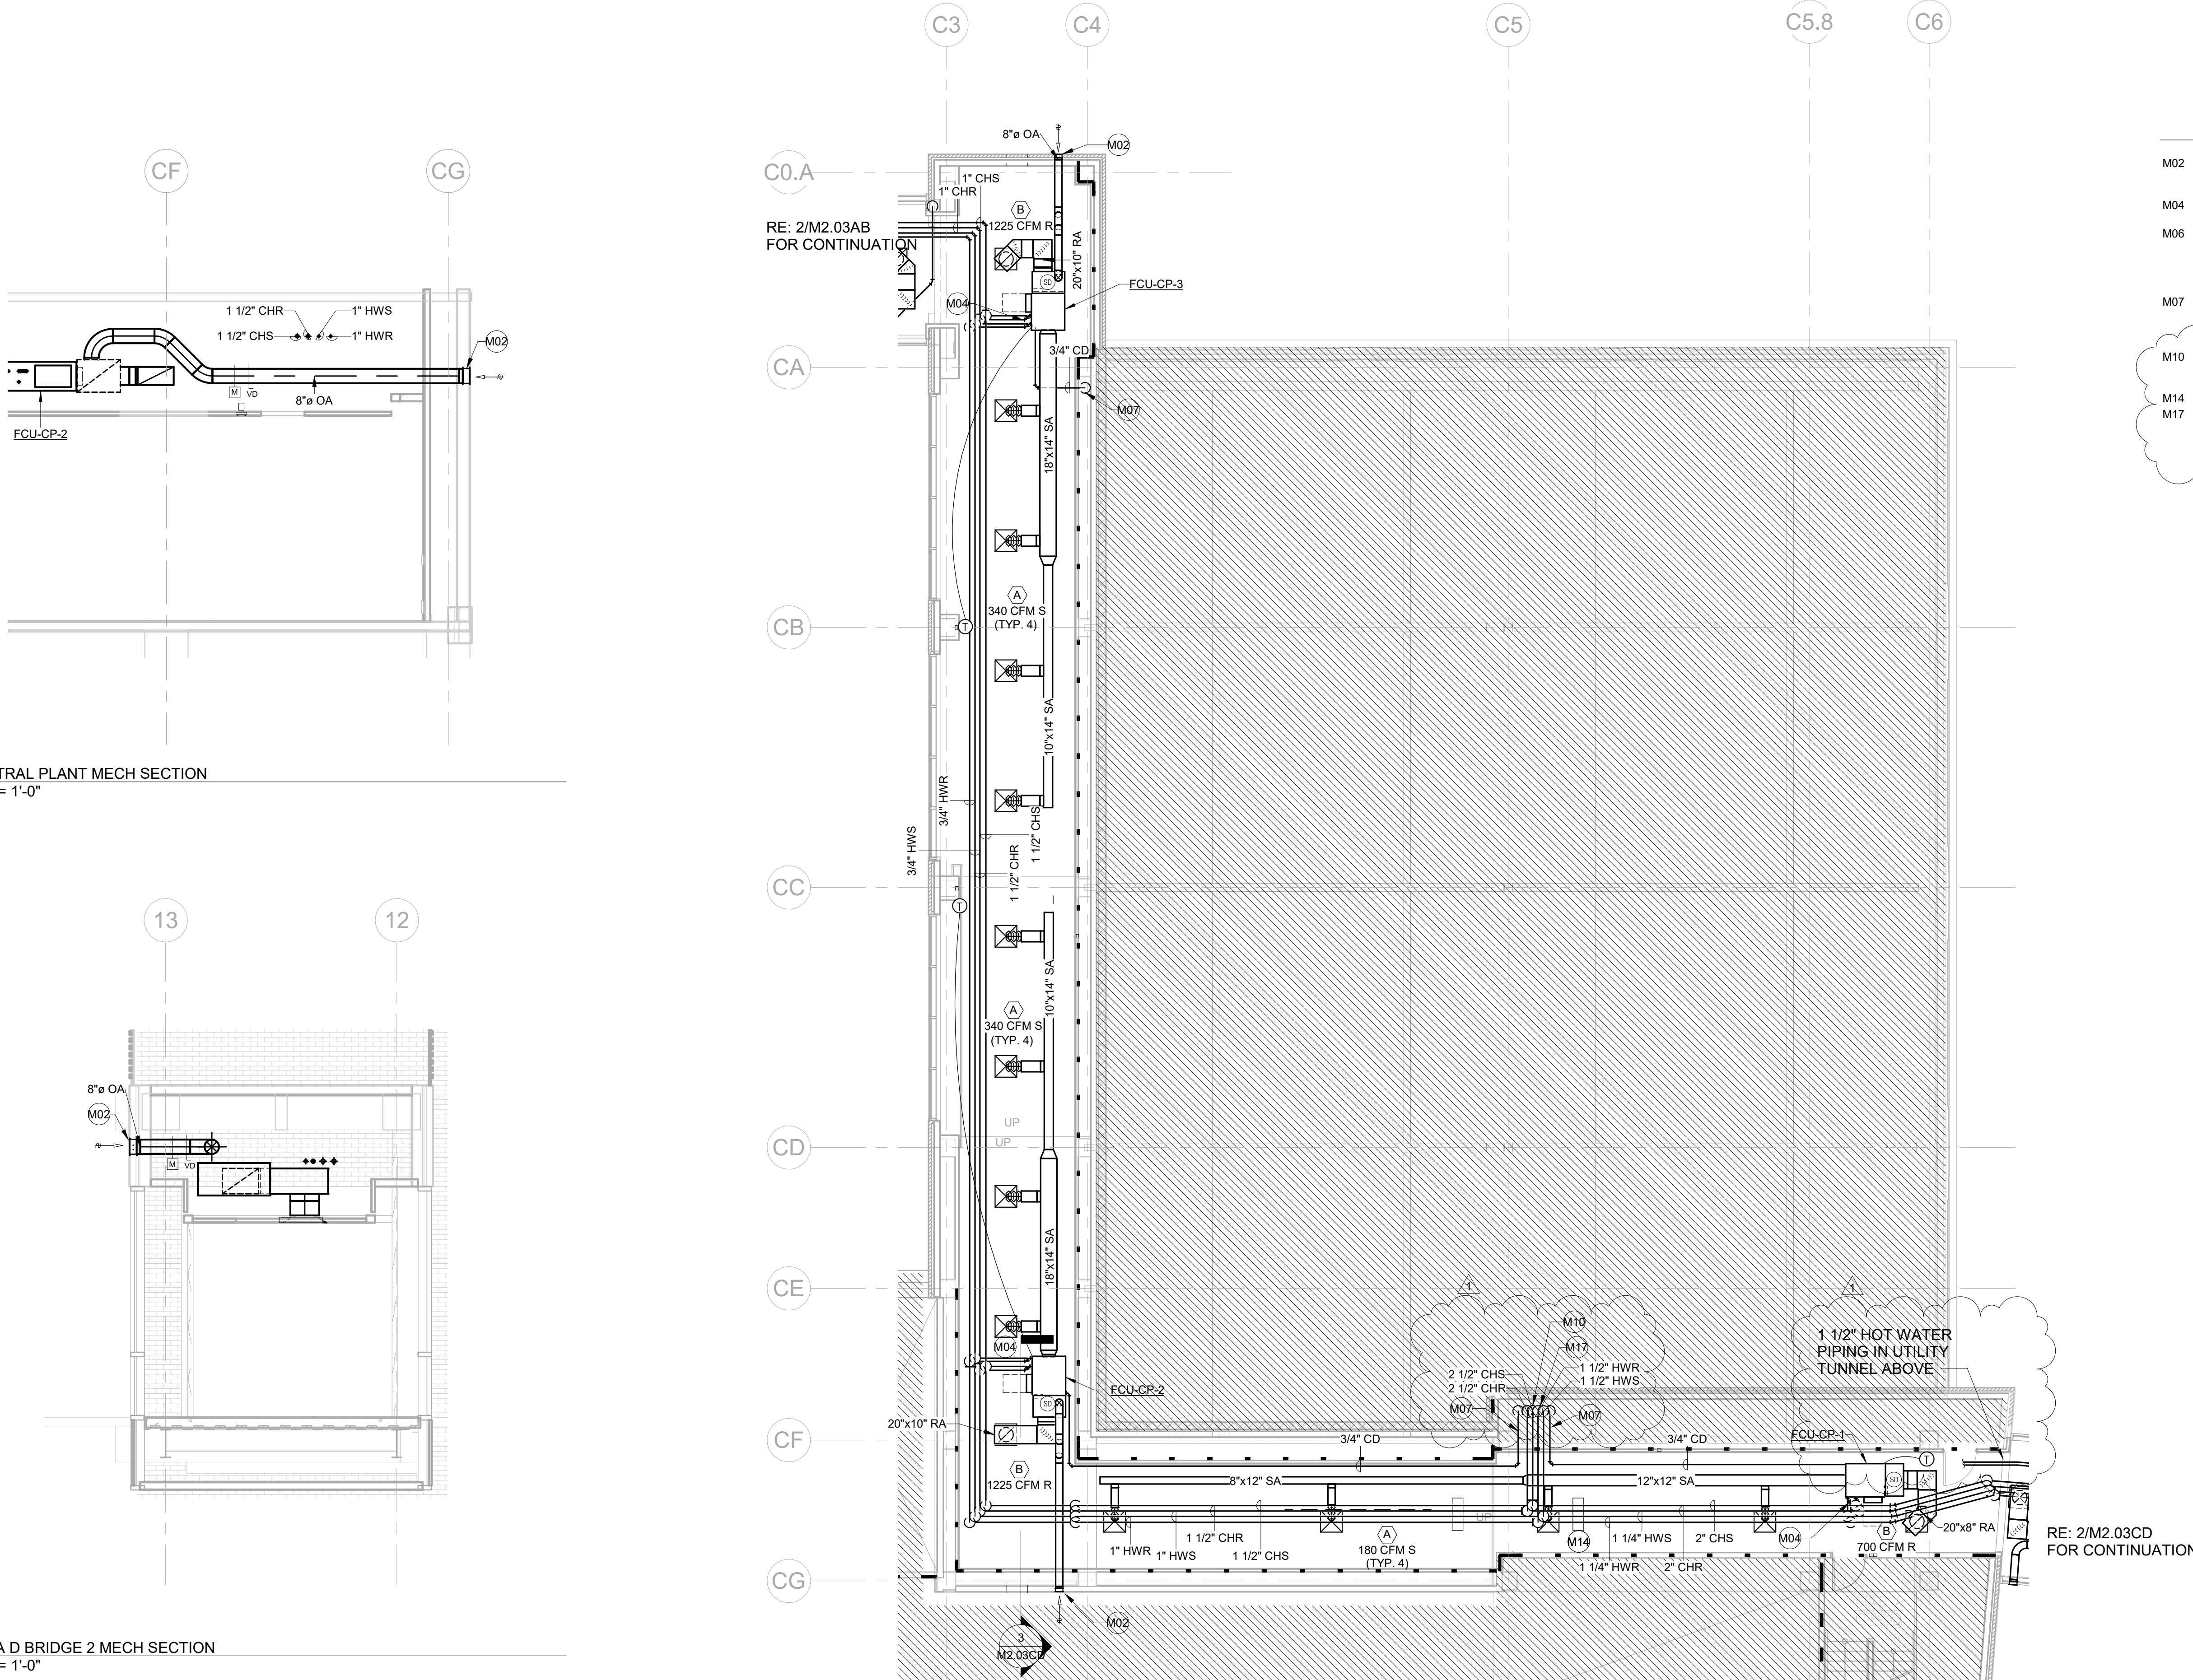 CF
CG
1 1/2" CHR
1" HWS
1 1/2" CHS
1" HWR
M02
M
VD
8"ø OA
FCU-CP-2
TRAL PLANT MECH SECTION
= 1'-0"
13
12
8"ø OA
M02
M
VD
A D BRIDGE 2 MECH SECTION
= 1'-0"
C3
C4
C5
C5.8
C6
C0.A
CA
CB
CC
CD
CE
CF
CG
8"ø OA
M02
1" CHS
1" CHR
B
1225 CFM R
RE: 2/M2.03AB
FOR CONTINUATION
20"x10" RA
SD
FCU-CP-3
M04
3/4" CD
M07
18"x14" SA
A
340 CFM S
(TYP. 4)
T
10"x14" SA
3/4" HWR
3/4" HWS
1 1/2" CHS
1 1/2" CHR
T
10"x14" SA
A
340 CFM S
(TYP. 4)
UP
UP
18"x14" SA
M04
FCU-CP-2
SD
20"x10" RA
B
1225 CFM R
1
M10
M17
2 1/2" CHS
2 1/2" CHR
1 1/2" HWR
1 1/2" HWS
M07
M07
1
1 1/2" HOT WATER
PIPING IN UTILITY
TUNNEL ABOVE
3/4" CD
3/4" CD
FCU-CP-1
T
SD
8"x12" SA
12"x12" SA
UP
1" HWR
1" HWS
1 1/2" CHR
1 1/2" CHS
A
180 CFM S
(TYP. 4)
M14
1 1/4" HWS
2" CHS
1 1/4" HWR
2" CHR
M04
B
700 CFM R
20"x8" RA
RE: 2/M2.03CD
FOR CONTINUATION
M02
3
M2.03CD
M02
M04
M06
M07
M10
M14
M17